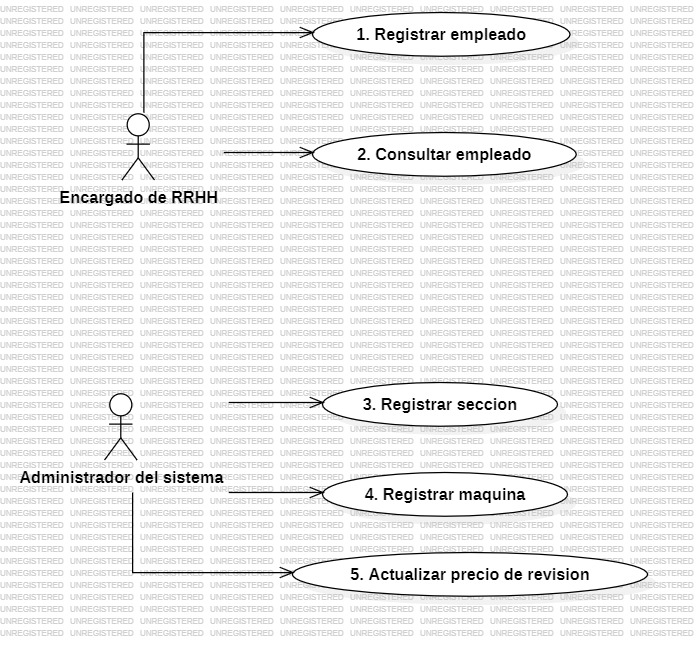 1. Registrar empleado
2. Consultar empleado
Encargado de RRHH
3. Registrar seccion
Administrador del sistema
4. Registrar maquina
5. Actualizar precio de revision
UNREGISTERED